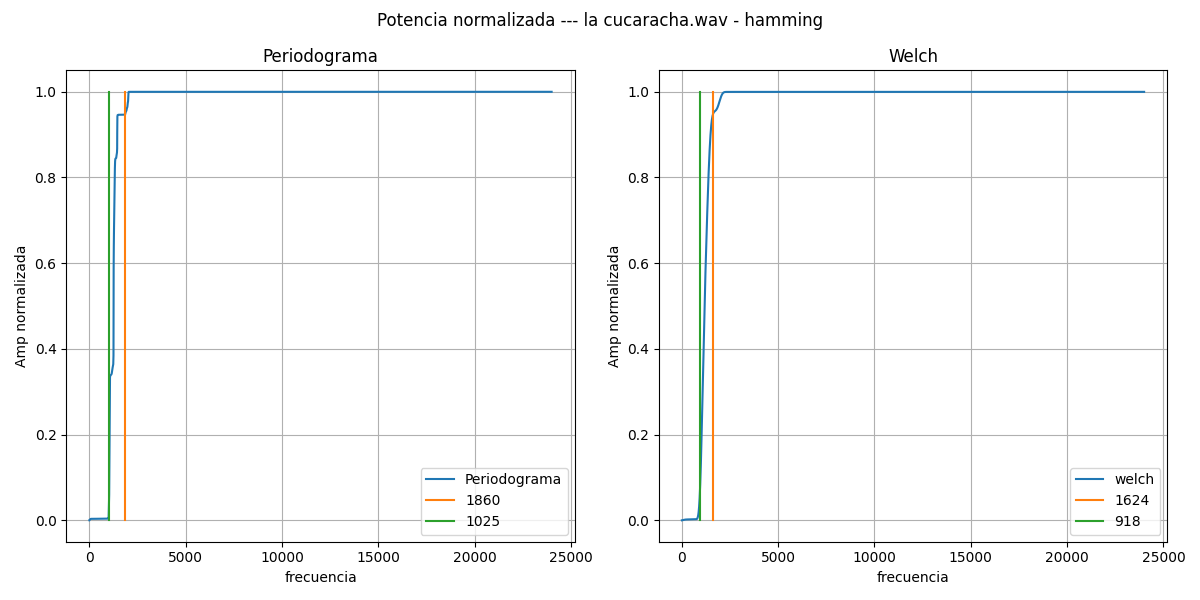 Potencia normalizada --- la cucaracha.wav - hamming
Periodograma
Amp normalizada
1.0
0.8
0.6
0.4
0.2
0.0
0 5000 10000 15000 20000 25000
frecuencia
Periodograma
1860
1025
Welch
Amp normalizada
1.0
0.8
0.6
0.4
0.2
0.0
0 5000 10000 15000 20000 25000
frecuencia
welch
1624
918